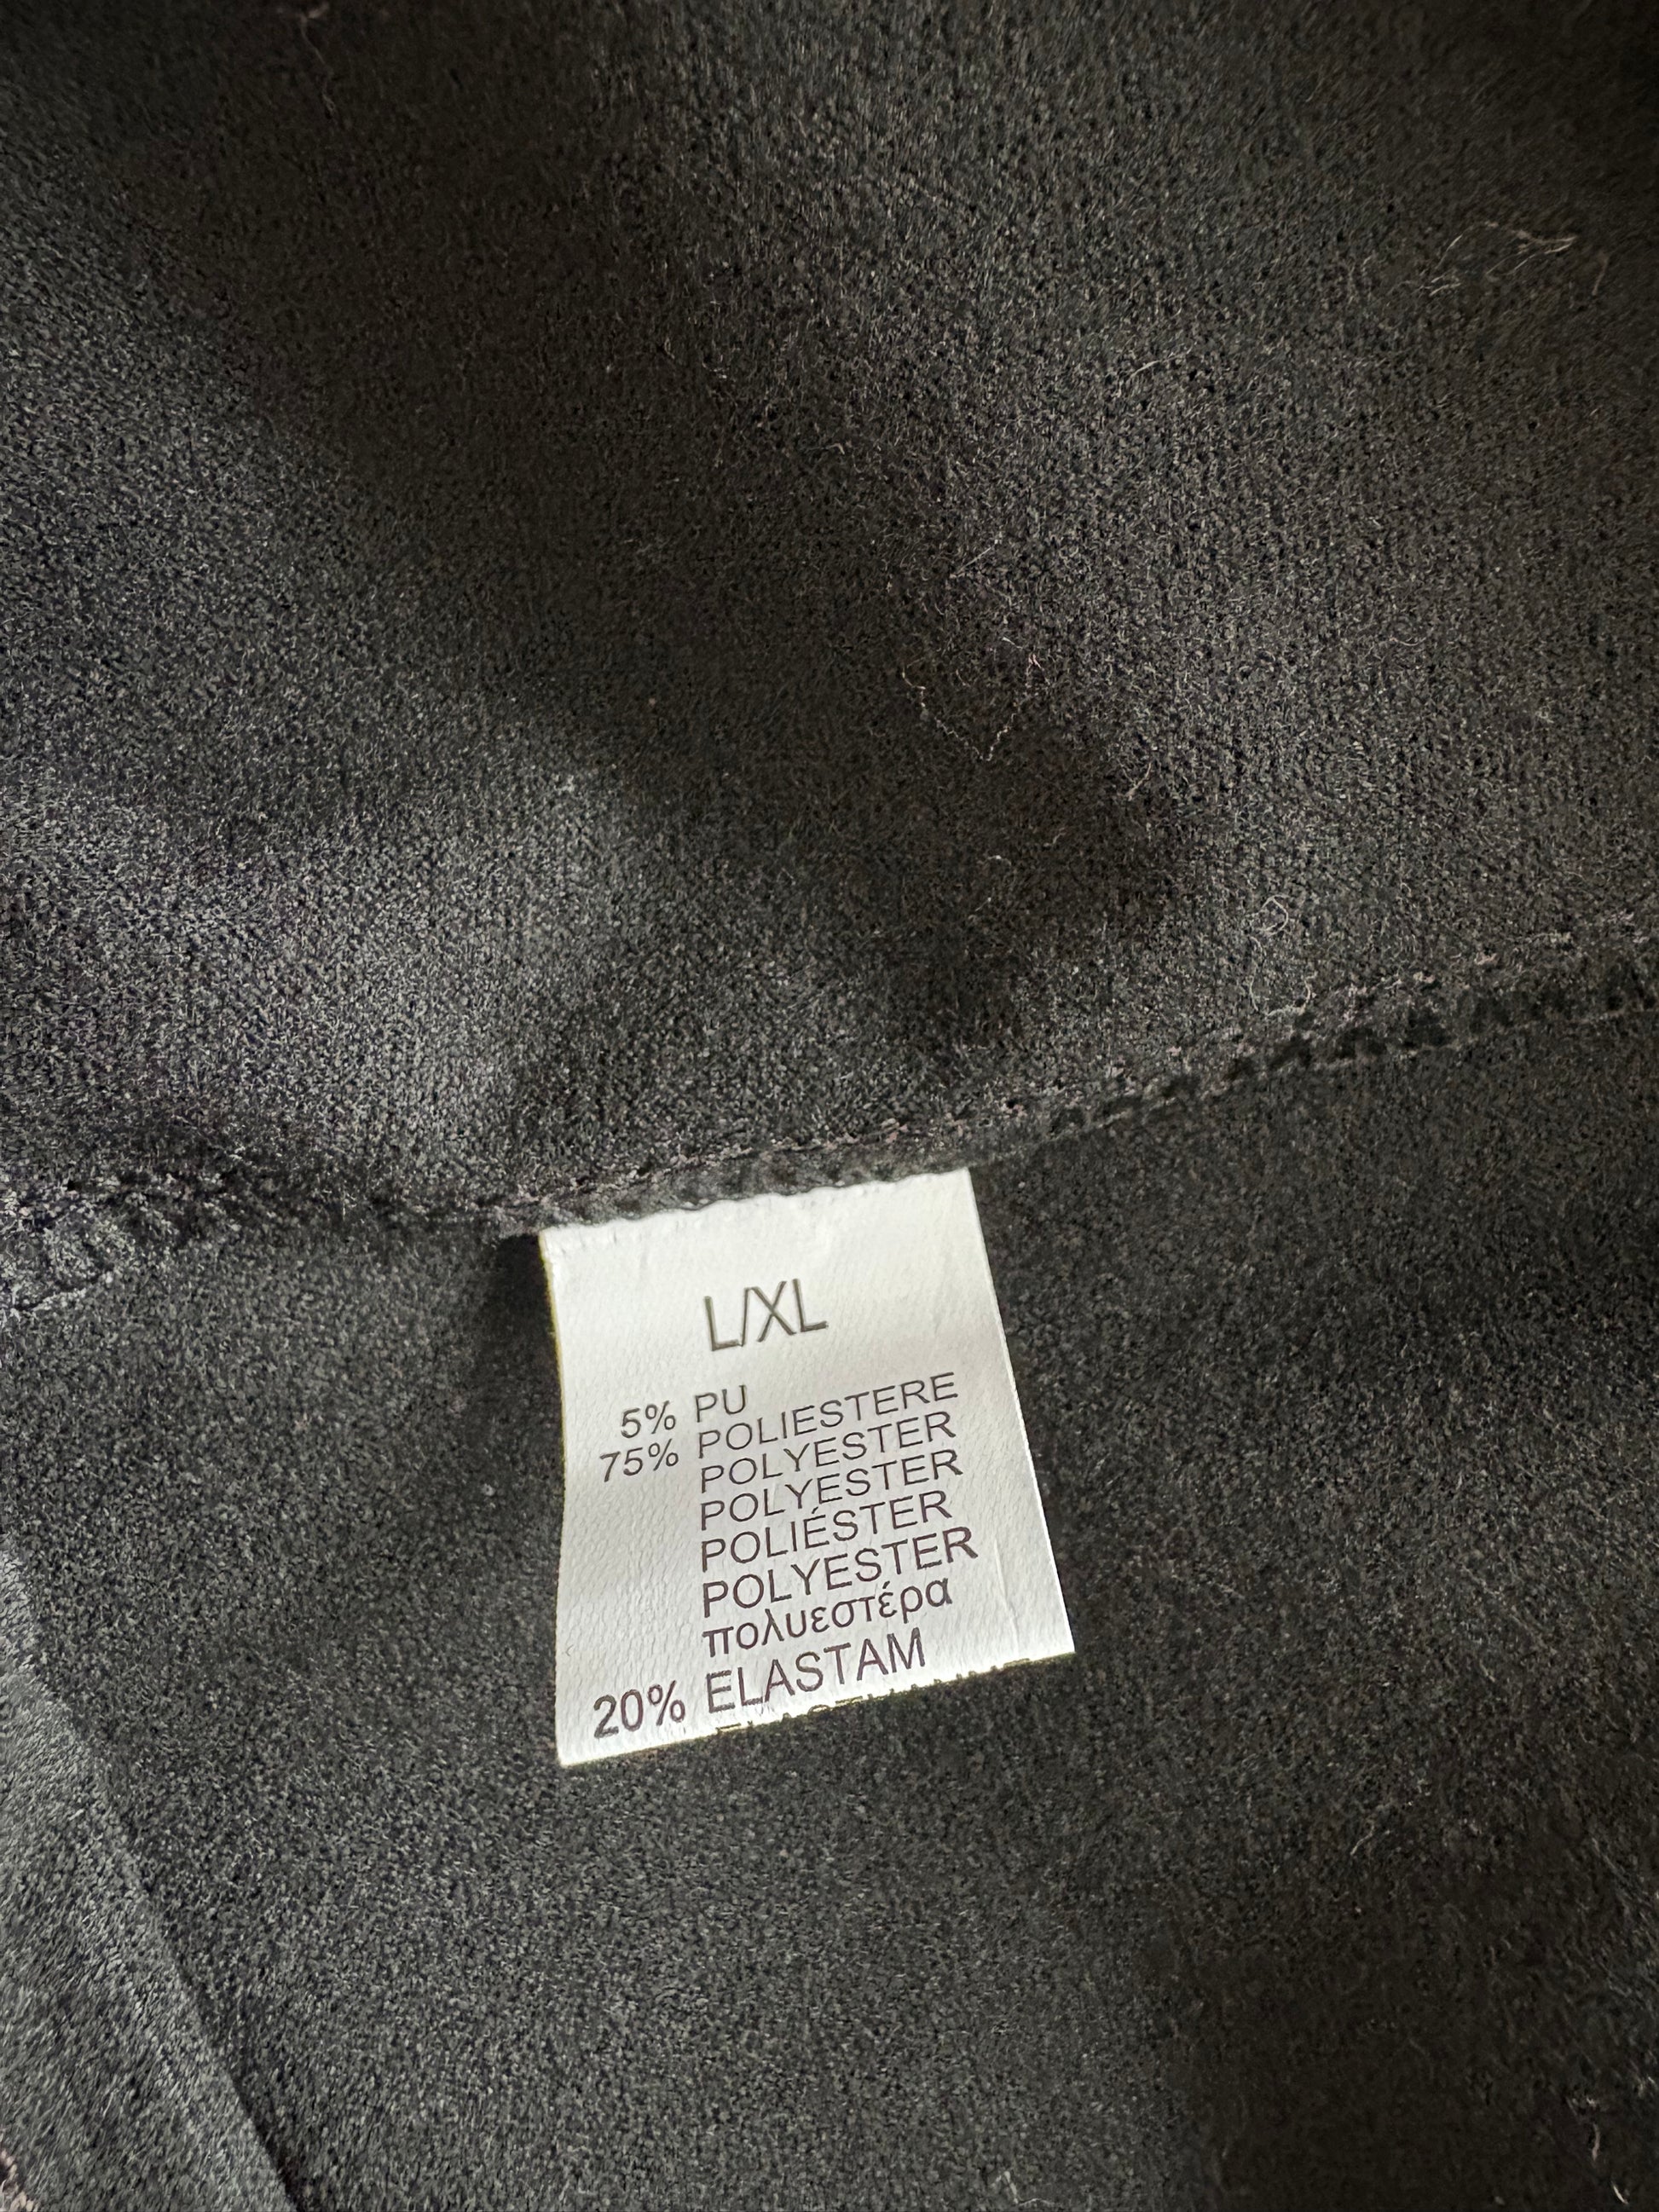 L/XL
5% PU
75% POLIESTERE
POLYESTER
POLYESTER
POLIÉSTER
POLYESTER
πολυεστέρα
20% ELASTAM